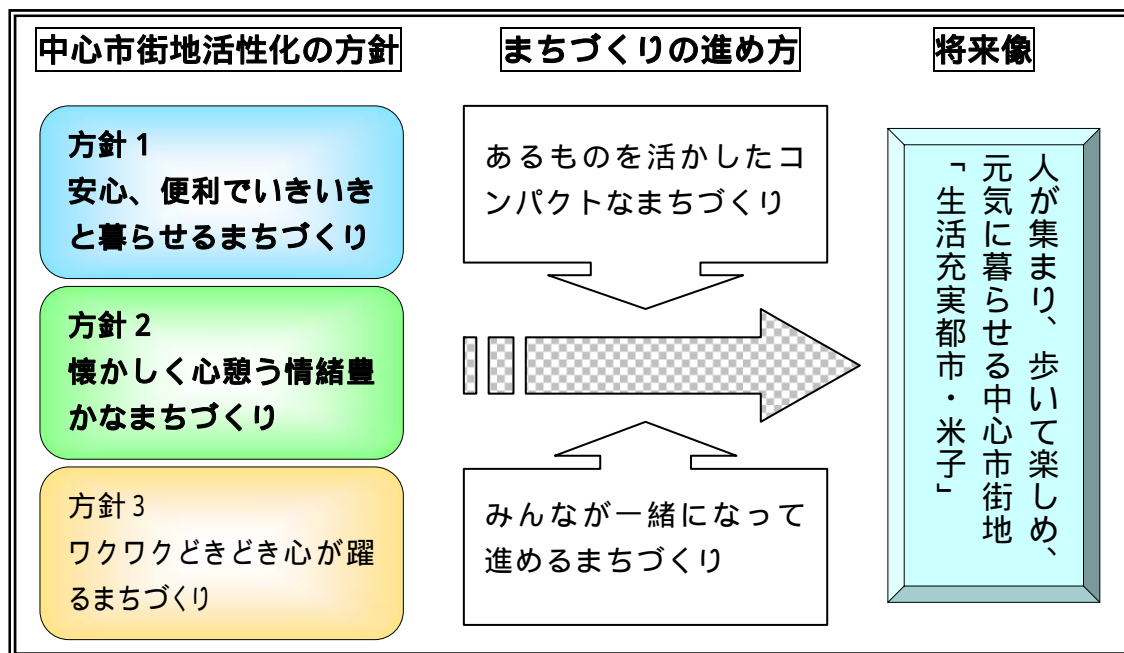 中心市街地活性化の方針
まちづくりの進め方
将来像
方針1
安心、便利でいきいき
と暮らせるまちづくり
方針2
懐かしく心憩う情緒豊
かなまちづくり
方針3
ワクワクどきどき心が躍
るまちづくり
あるものを活かしたコ
ンパクトなまちづくり
みんなが一緒になって
進めるまちづくり
人が集まり、歩いて楽しめ、
元気に暮らせる中心市街地
「生活充実都市・米子」